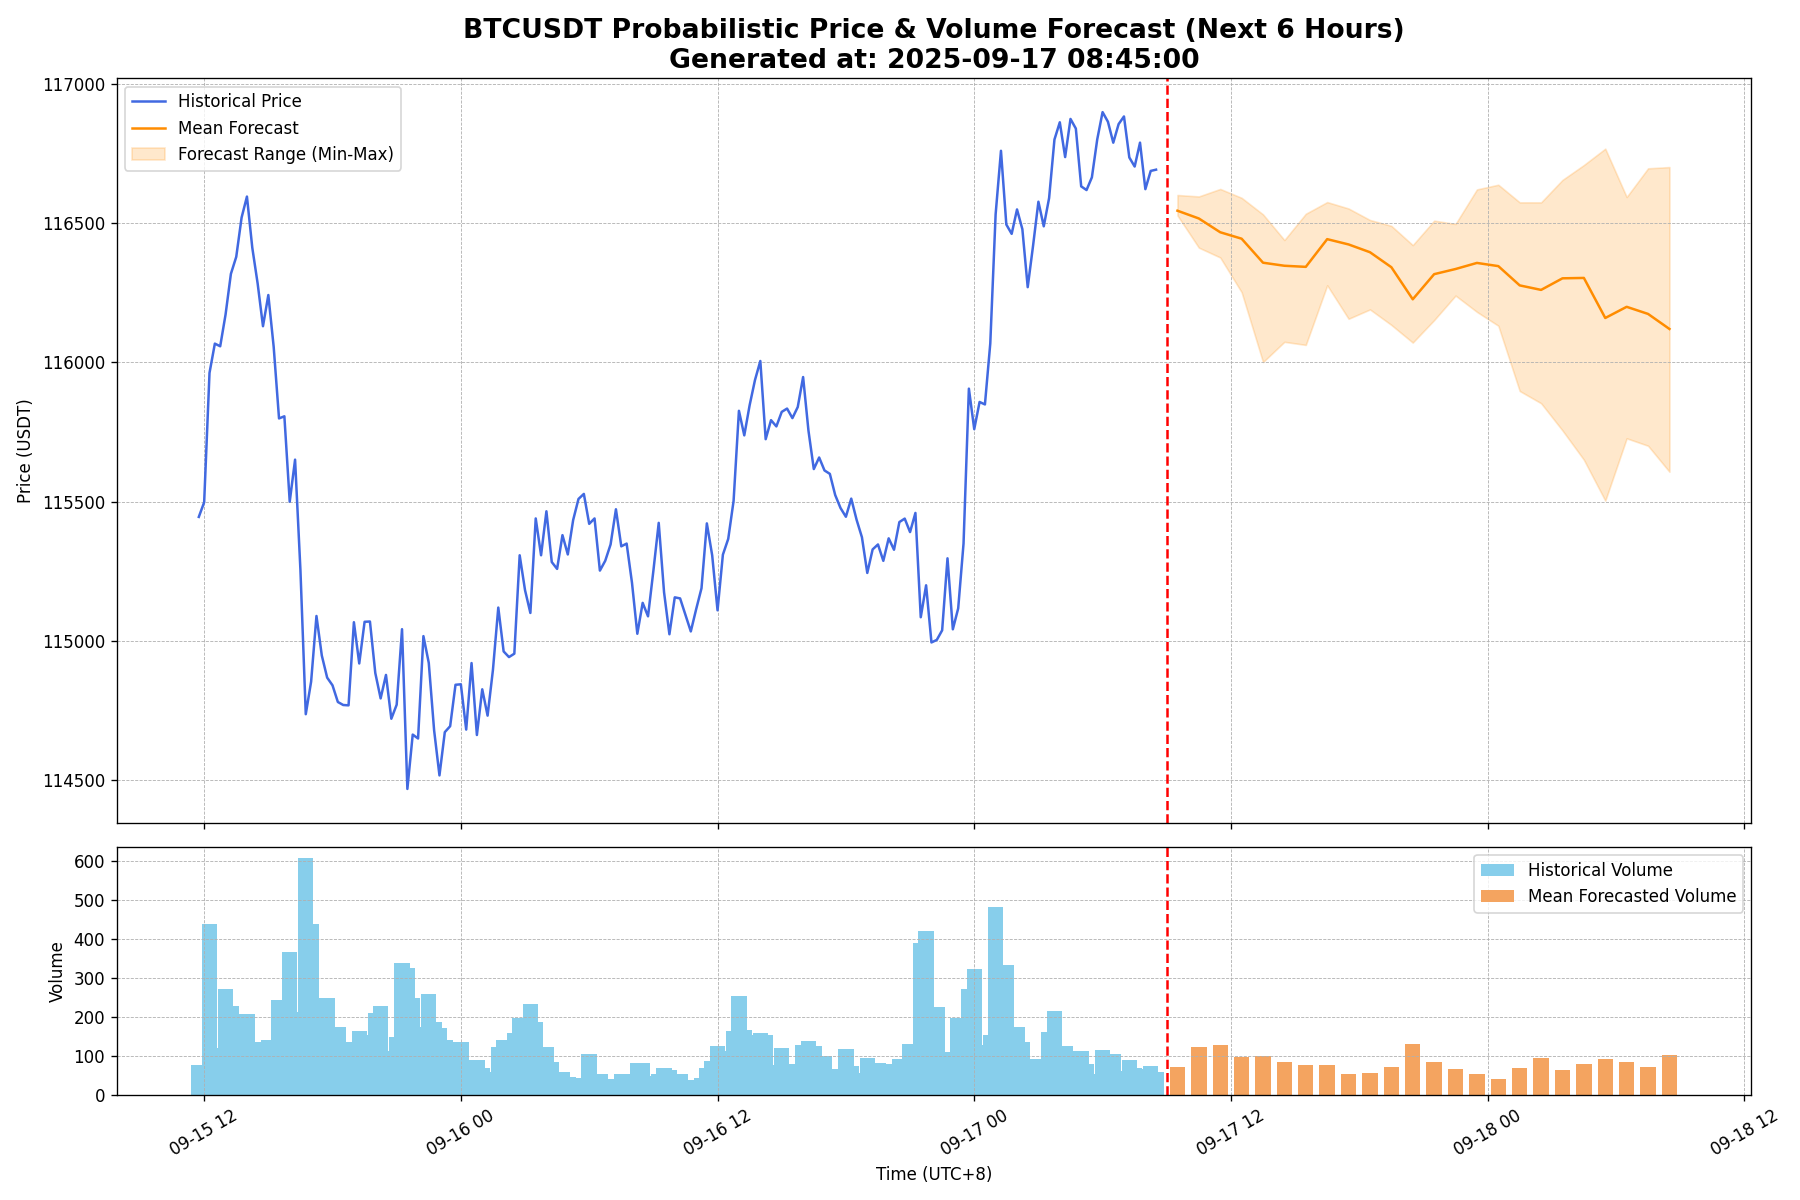 BTCUSDT Probabilistic Price & Volume Forecast (Next 6 Hours)
Generated at: 2025-09-17 08:45:00
Historical Price
Mean Forecast
Forecast Range (Min-Max)
117000
116500
116000
115500
115000
114500
Price (USDT)
Historical Volume
Mean Forecasted Volume
600
500
400
300
200
100
0
Volume
09-15 12
09-16 00
09-16 12
09-17 00
09-17 12
09-18 00
09-18 12
Time (UTC+8)